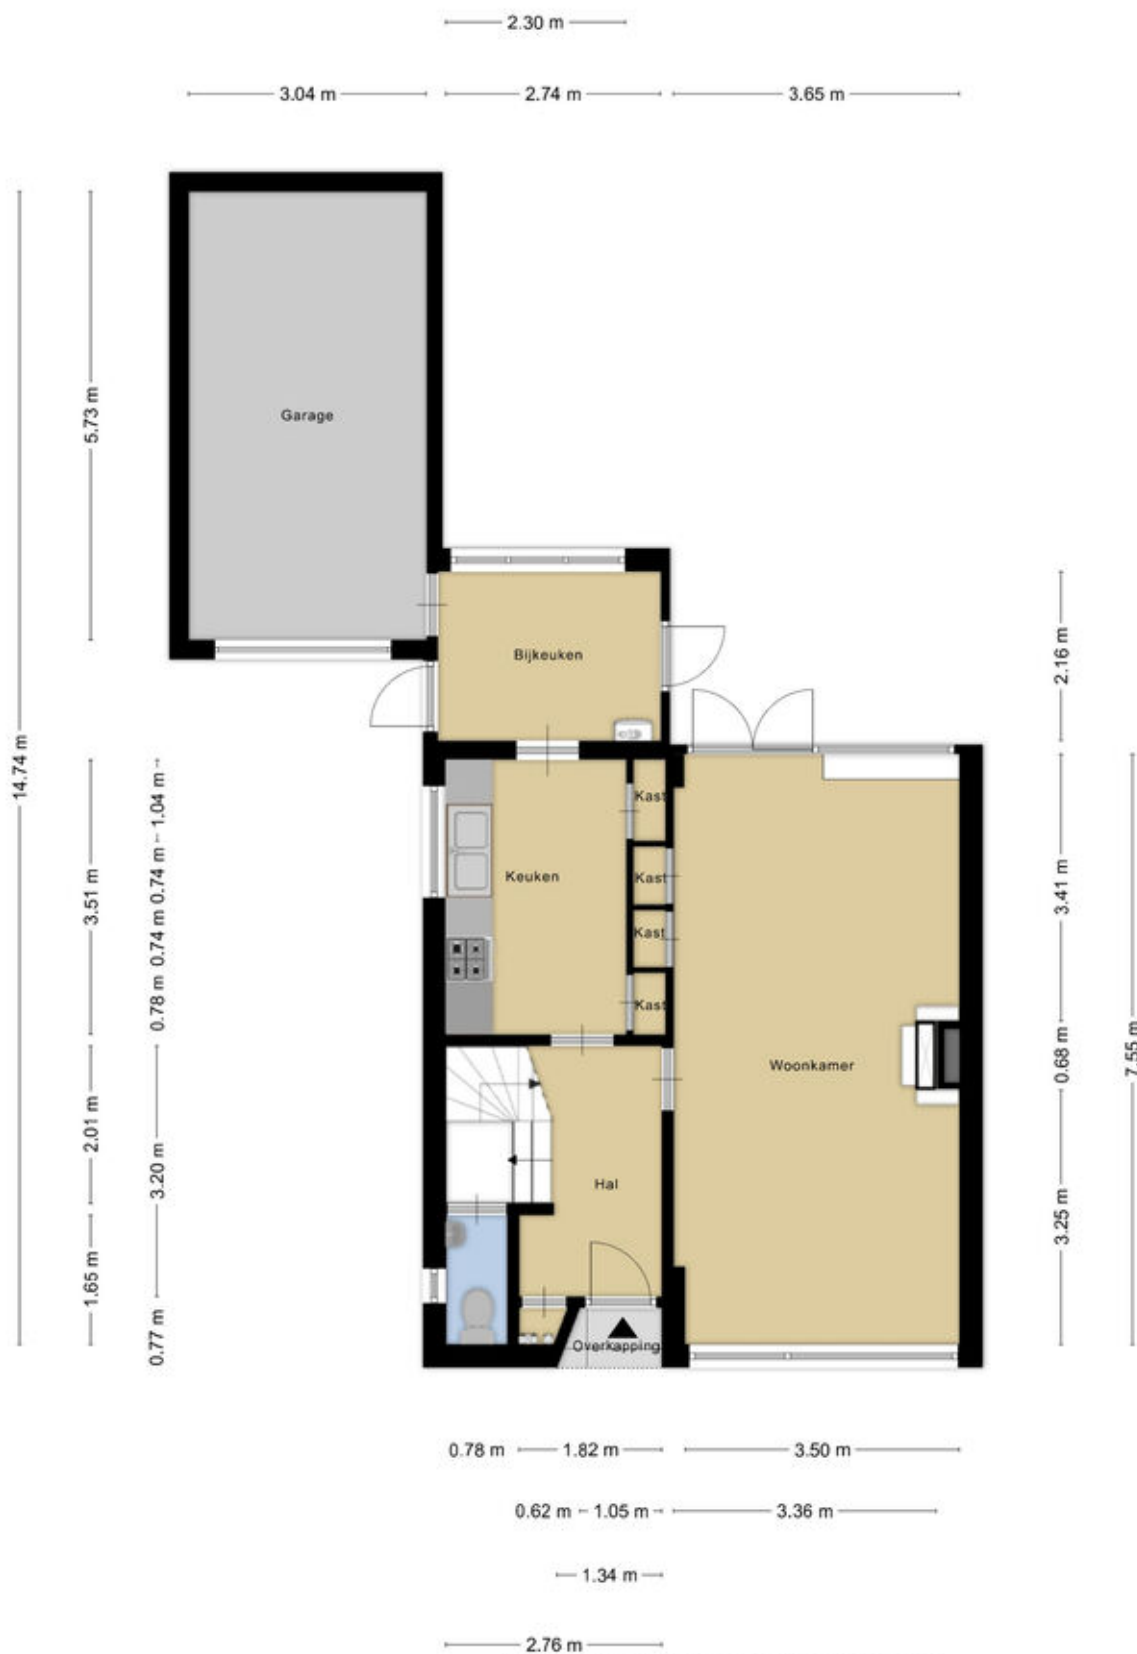 2.30 m
3.04 m
2.74 m
3.65 m
14.74 m
5.73 m
Garage
Bijkeuken
2.16 m
3.51 m
1.04 m
0.74 m
0.74 m
0.78 m
Keuken
Kast
Kast
Kast
Kast
3.41 m
Woonkamer
0.68 m
7.55 m
2.01 m
3.20 m
Hal
3.25 m
1.65 m
0.77 m
Overkapping
0.78 m
1.82 m
3.50 m
0.62 m
1.05 m
3.36 m
1.34 m
2.76 m